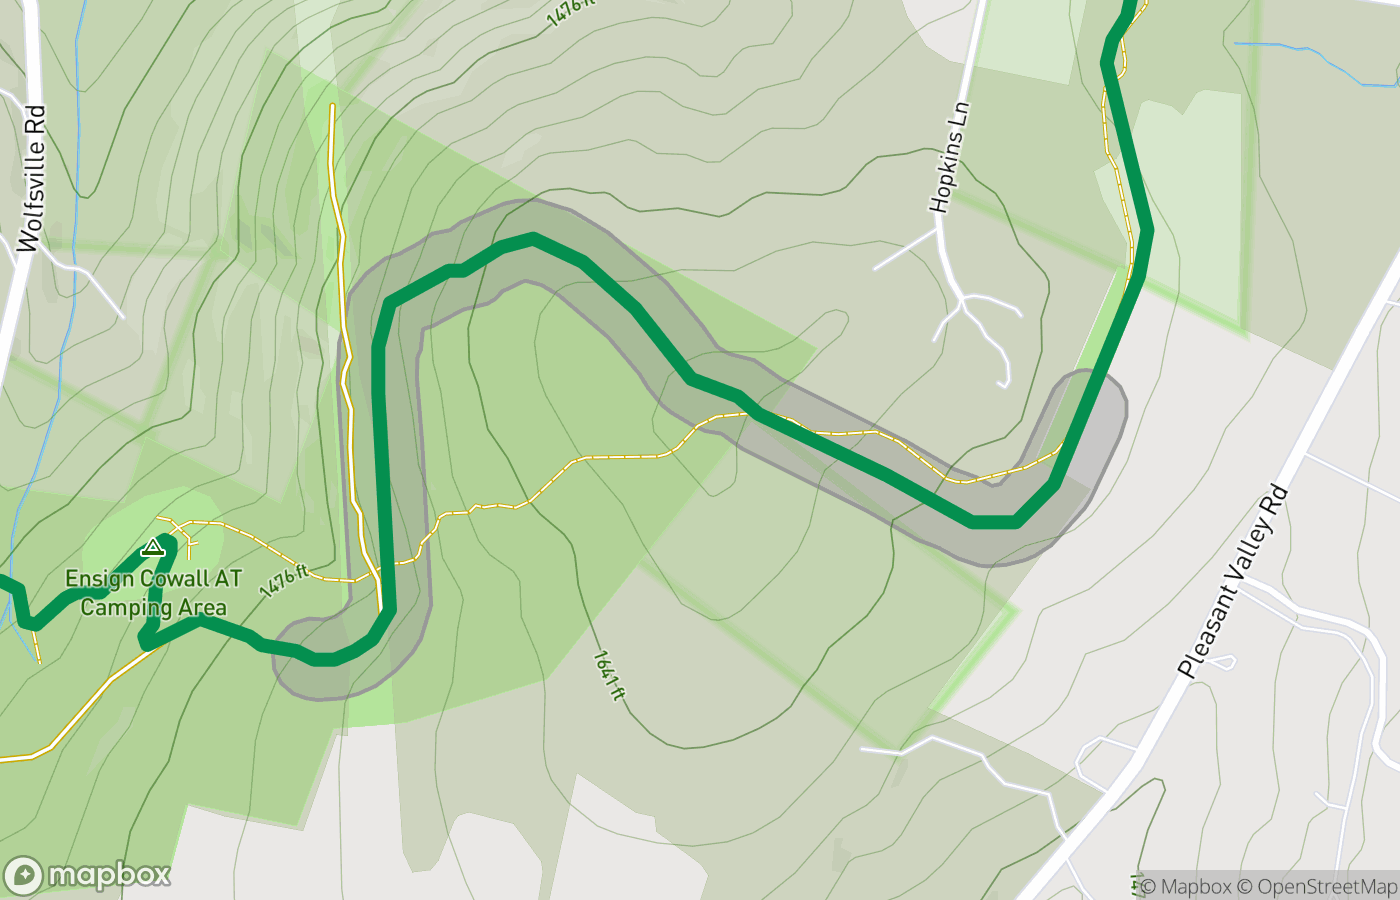 1476 ft
Wolfsville Rd
Hopkins Ln
Ensign Cowall AT
Camping Area
1476 ft
1641 ft
Pleasant Valley Rd
mapbox
© Mapbox © OpenStreetMap